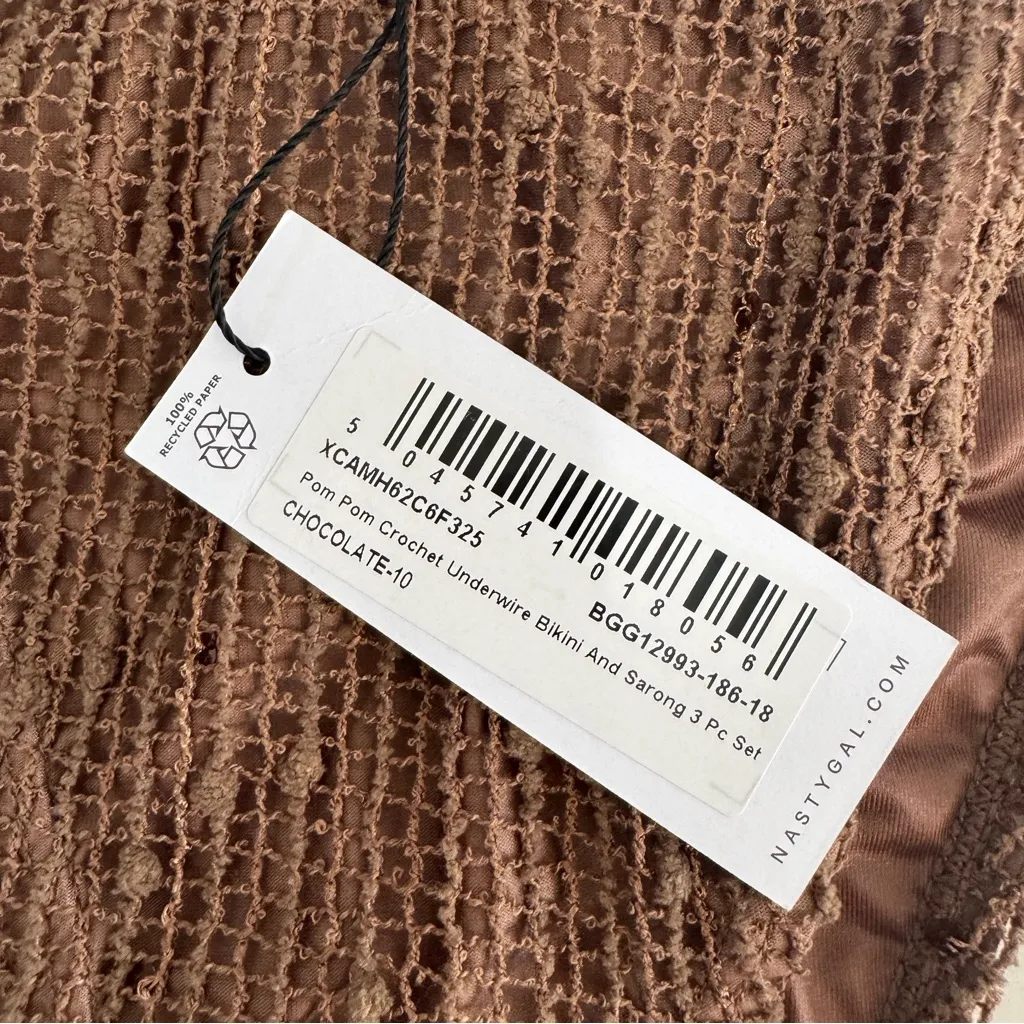 100%
RECYCLED PAPER
5 045741 018056
XCAMH62C6F325 BGG12993-186-18
Pom Pom Crochet Underwire Bikini And Sarong 3 Pc Set
CHOCOLATE-10
NASTYGAL.COM